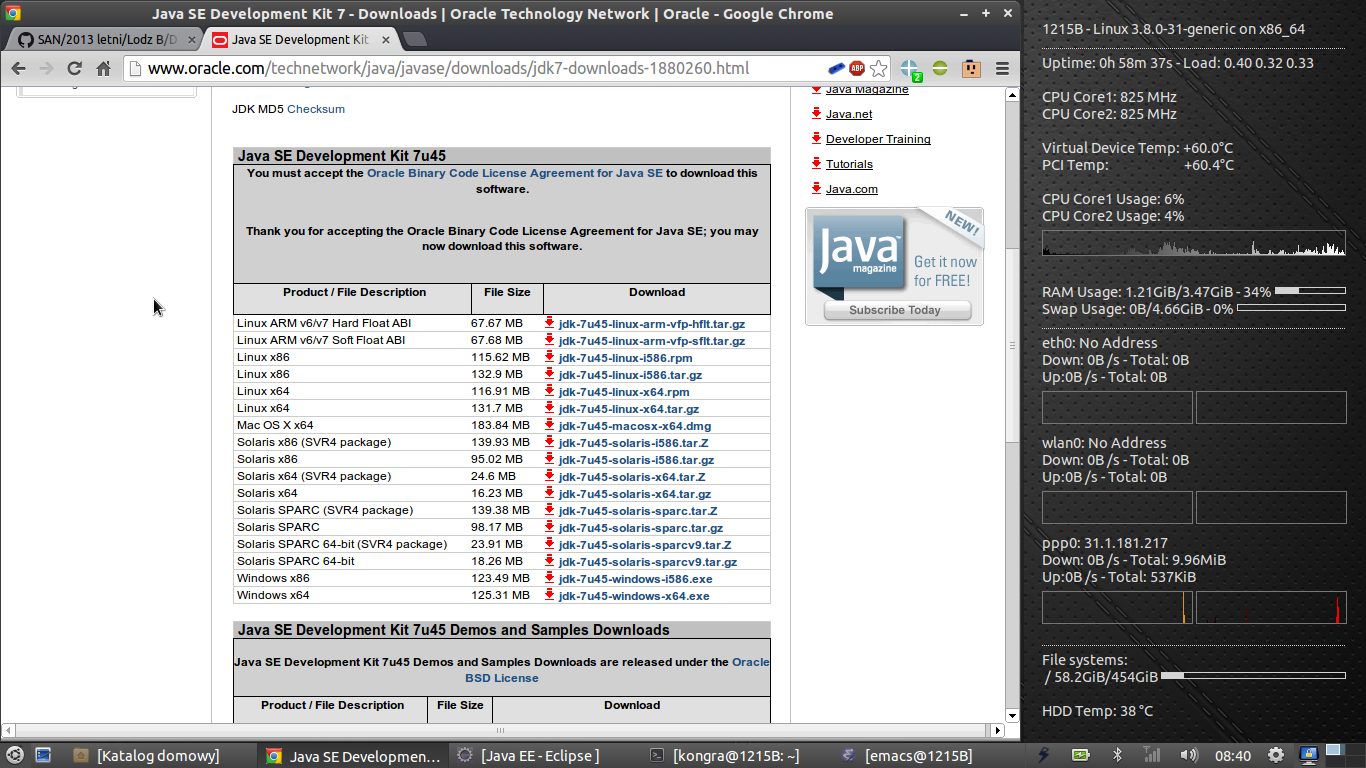 Java SE Development Kit 7 - Downloads | Oracle Technology Network | Oracle - Google Chrome
SAN/2013 letni/Lodz B/D
Java SE Development Kit
www.oracle.com/technetwork/java/javase/downloads/jdk7-downloads-1880260.html
ABP
2
JDK MD5 Checksum
Java SE Development Kit 7u45
You must accept the Oracle Binary Code License Agreement for Java SE to download this
software.
Thank you for accepting the Oracle Binary Code License Agreement for Java SE; you may
now download this software.
Product / File Description File Size Download
Linux ARM v6/v7 Hard Float ABI 67.67 MB jdk-7u45-linux-arm-vfp-hflt.tar.gz
Linux ARM v6/v7 Soft Float ABI 67.68 MB jdk-7u45-linux-arm-vfp-sflt.tar.gz
Linux x86 115.62 MB jdk-7u45-linux-i586.rpm
Linux x86 132.9 MB jdk-7u45-linux-i586.tar.gz
Linux x64 116.91 MB jdk-7u45-linux-x64.rpm
Linux x64 131.7 MB jdk-7u45-linux-x64.tar.gz
Mac OS X x64 183.84 MB jdk-7u45-macosx-x64.dmg
Solaris x86 (SVR4 package) 139.93 MB jdk-7u45-solaris-i586.tar.Z
Solaris x86 95.02 MB jdk-7u45-solaris-i586.tar.gz
Solaris x64 (SVR4 package) 24.6 MB jdk-7u45-solaris-x64.tar.Z
Solaris x64 16.23 MB jdk-7u45-solaris-x64.tar.gz
Solaris SPARC (SVR4 package) 139.38 MB jdk-7u45-solaris-sparc.tar.Z
Solaris SPARC 98.17 MB jdk-7u45-solaris-sparc.tar.gz
Solaris SPARC 64-bit (SVR4 package) 23.91 MB jdk-7u45-solaris-sparcv9.tar.Z
Solaris SPARC 64-bit 18.26 MB jdk-7u45-solaris-sparcv9.tar.gz
Windows x86 123.49 MB jdk-7u45-windows-i586.exe
Windows x64 125.31 MB jdk-7u45-windows-x64.exe
Java SE Development Kit 7u45 Demos and Samples Downloads
Java SE Development Kit 7u45 Demos and Samples Downloads are released under the Oracle
BSD License
Product / File Description File Size Download
Java Magazine
Java.net
Developer Training
Tutorials
Java.com
NEW!
Java
magazine
Get it now
for FREE!
Subscribe Today
1215B - Linux 3.8.0-31-generic on x86_64
Uptime: 0h 58m 37s - Load: 0.40 0.32 0.33
CPU Core1: 825 MHz
CPU Core2: 825 MHz
Virtual Device Temp: +60.0°C
PCI Temp: +60.4°C
CPU Core1 Usage: 6%
CPU Core2 Usage: 4%
RAM Usage: 1.21GiB/3.47GiB - 34%
Swap Usage: 0B/4.66GiB - 0%
eth0: No Address
Down: 0B /s - Total: 0B
Up:0B /s - Total: 0B
wlan0: No Address
Down: 0B /s - Total: 0B
Up:0B /s - Total: 0B
ppp0: 31.1.181.217
Down: 0B /s - Total: 9.96MiB
Up:0B /s - Total: 537KiB
File systems:
/ 58.2GiB/454GiB
HDD Temp: 38 °C
[Katalog domowy]
Java SE Developmen...
[Java EE - Eclipse ]
[kongra@1215B: ~]
[emacs@1215B]
08:40